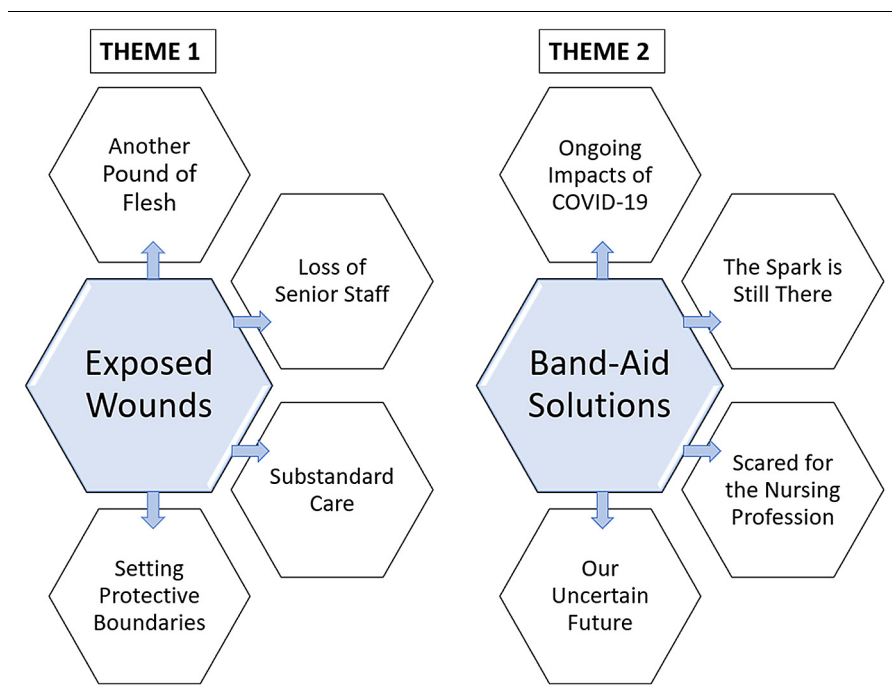 THEME 1
Another
Pound of
Flesh
Loss of
Senior Staff
Exposed
Wounds
Substandard
Care
Setting
Protective
Boundaries
THEME 2
Ongoing
Impacts of
COVID-19
The Spark is
Still There
Band-Aid
Solutions
Scared for
the Nursing
Profession
Our
Uncertain
Future